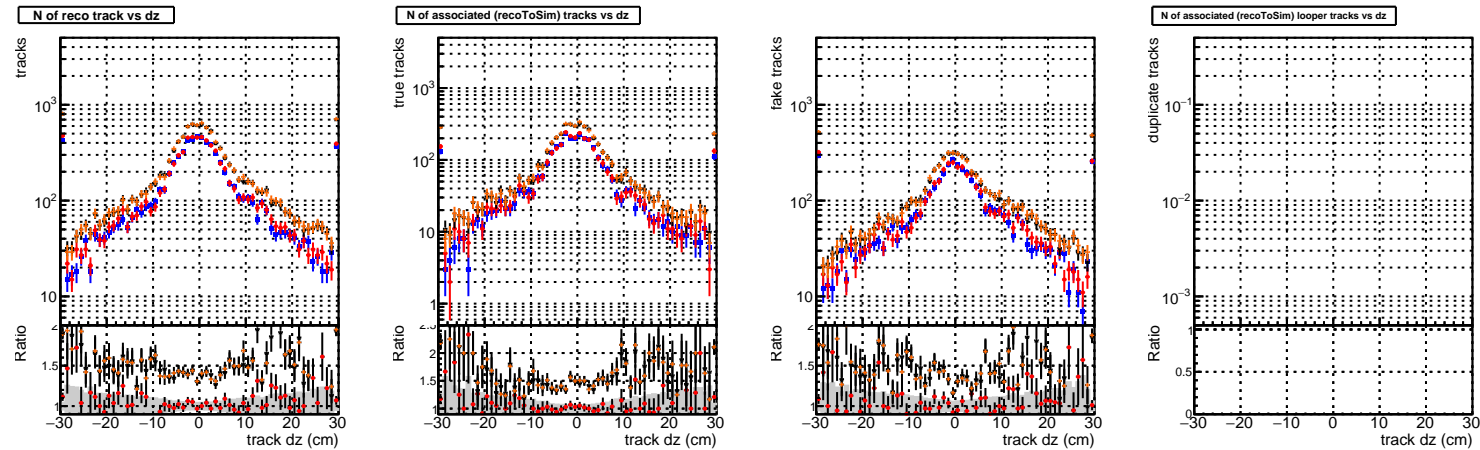 N of reco track vs dz
tracks
10³
10²
10
Ratio
2
1.5
1
−30 −20 −10 0 10 20 30
track dz (cm)
N of associated (recoToSim) tracks vs dz
true tracks
10³
10²
10
1
Ratio
2.5
2
1.5
1
−30 −20 −10 0 10 20 30
track dz (cm)
fake tracks
10³
10²
10
Ratio
2
1.5
1
−30 −20 −10 0 10 20 30
track dz (cm)
N of associated (recoToSim) looper tracks vs dz
duplicate tracks
10⁻¹
10⁻²
10⁻³
Ratio
1
0.5
0
−30 −20 −10 0 10 20 30
track dz (cm)